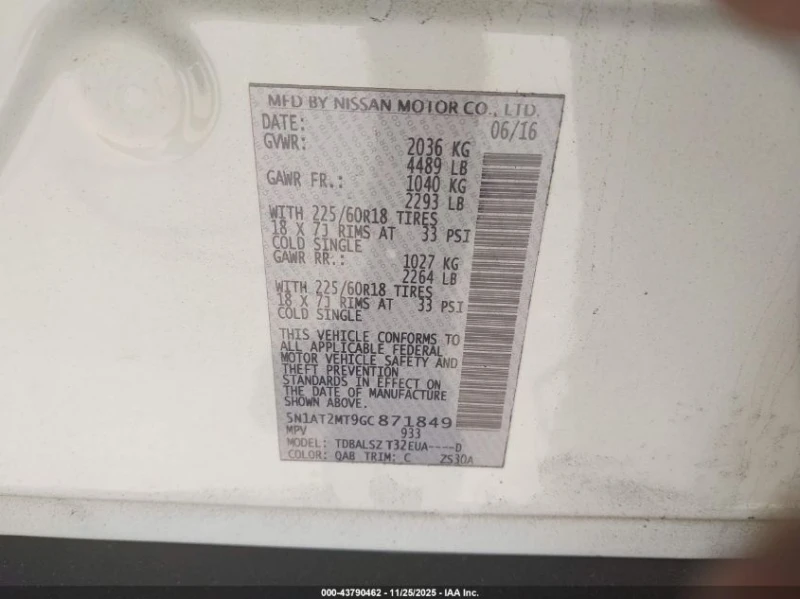 MFD BY NISSAN MOTOR CO., LTD.
DATE: 06/16
GVWR: 2036 KG
4489 LB
GAWR FR.: 1040 KG
2293 LB
WITH 225/60R18 TIRES
18 X 7J RIMS AT 33 PSI
COLD SINGLE
GAWR RR.: 1027 KG
2264 LB
WITH 225/60R18 TIRES
18 X 7J RIMS AT 33 PSI
COLD SINGLE
THIS VEHICLE CONFORMS TO
ALL APPLICABLE FEDERAL
MOTOR VEHICLE SAFETY AND
THEFT PREVENTION
STANDARDS IN EFFECT ON
THE DATE OF MANUFACTURE
SHOWN ABOVE.
5N1AT2MT9GC871849
MPV 933
MODEL: TDBALSZ T32EUA----D
COLOR: QAB TRIM: C 2S30A
000-43790462 - 11/25/2025 - IAA Inc.